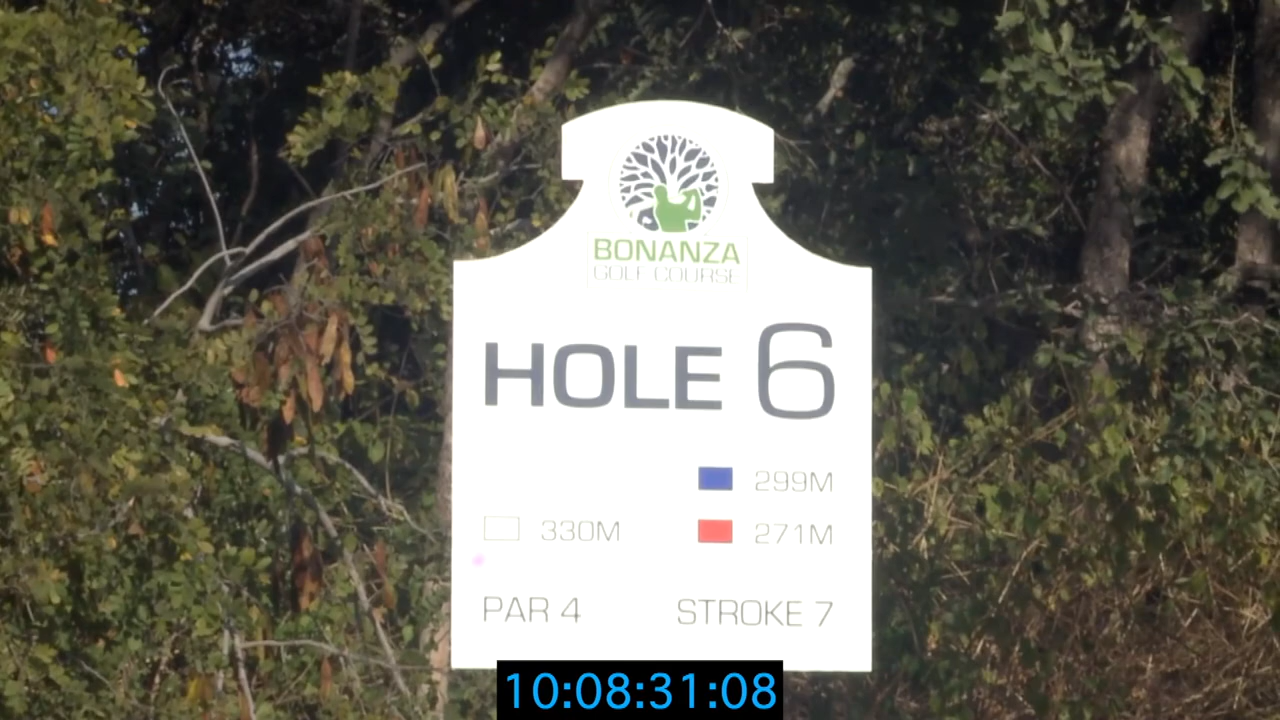 BONANZA
GOLF COURSE
HOLE 6
299M
330M
271M
PAR 4
STROKE 7
10:08:31:08